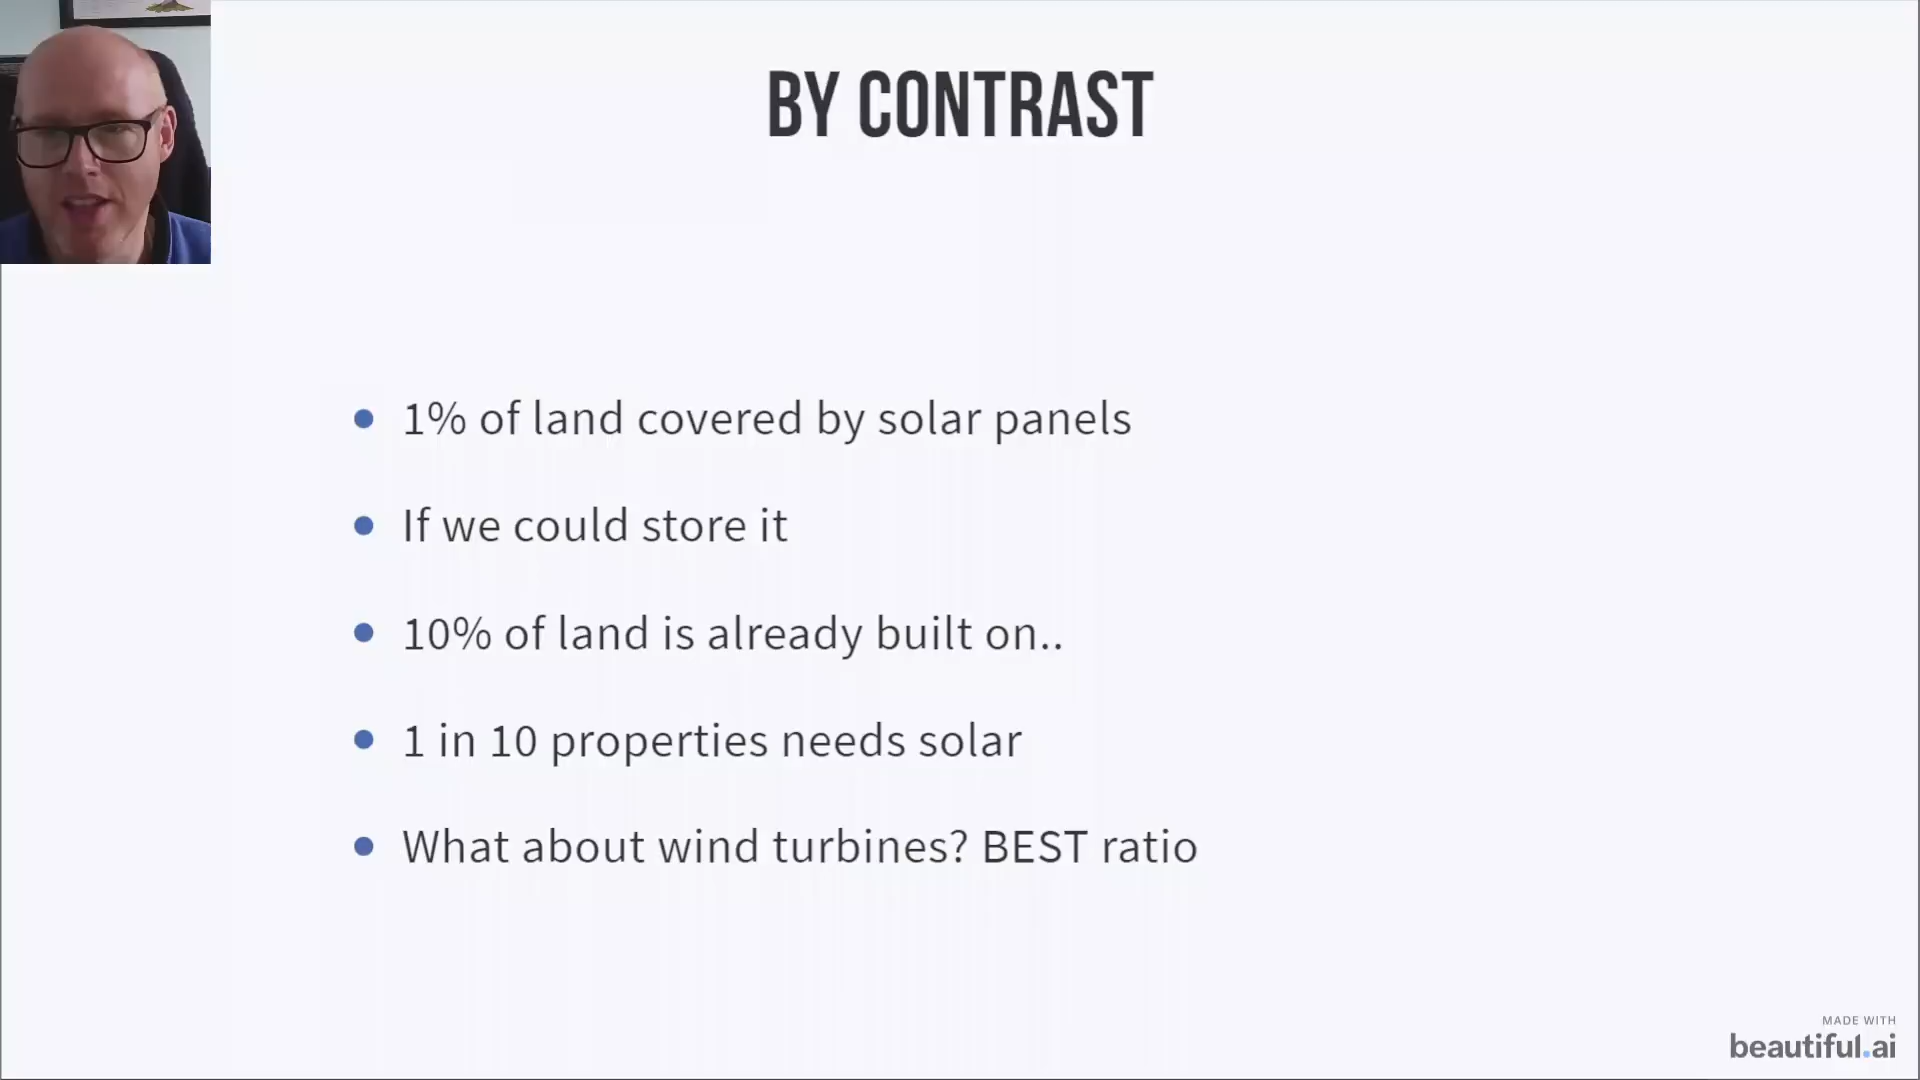 BY CONTRAST
1% of land covered by solar panels
If we could store it
10% of land is already built on..
1 in 10 properties needs solar
What about wind turbines? BEST ratio
MADE WITH
beautiful.ai